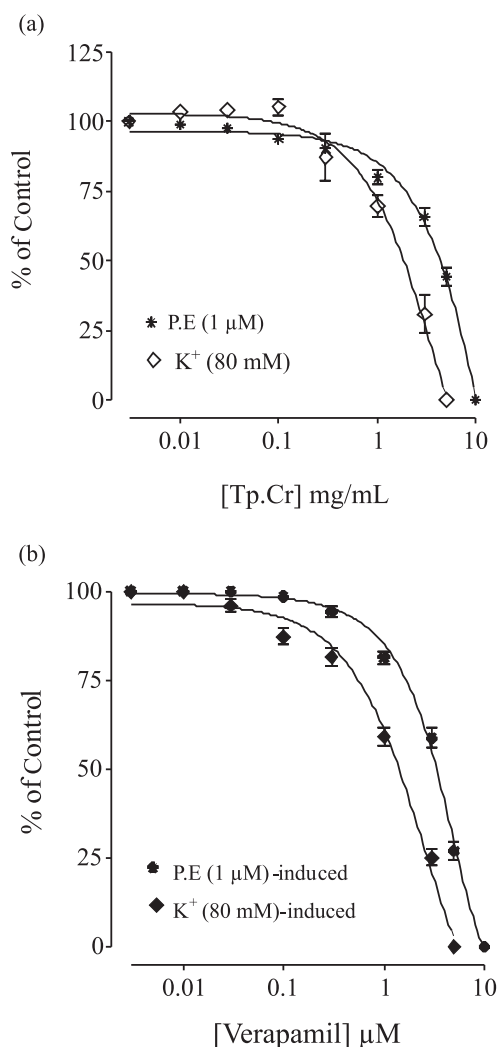 (a)
125
100
75
50
25
0
% of Control
P.E (1 µM)
K⁺ (80 mM)
0.01 0.1 1 10
[Tp.Cr] mg/mL
(b)
100
75
50
25
0
% of Control
P.E (1 µM)-induced
K⁺ (80 mM)-induced
0.01 0.1 1 10
[Verapamil] µM